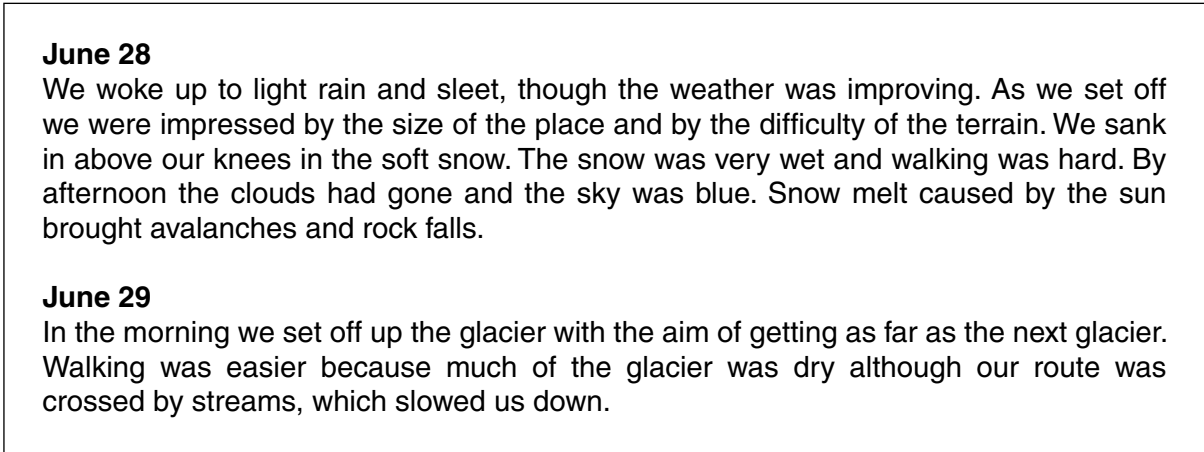 June 28
We woke up to light rain and sleet, though the weather was improving. As we set off
we were impressed by the size of the place and by the difficulty of the terrain. We sank
in above our knees in the soft snow. The snow was very wet and walking was hard. By
afternoon the clouds had gone and the sky was blue. Snow melt caused by the sun
brought avalanches and rock falls.
June 29
In the morning we set off up the glacier with the aim of getting as far as the next glacier.
Walking was easier because much of the glacier was dry although our route was
crossed by streams, which slowed us down.